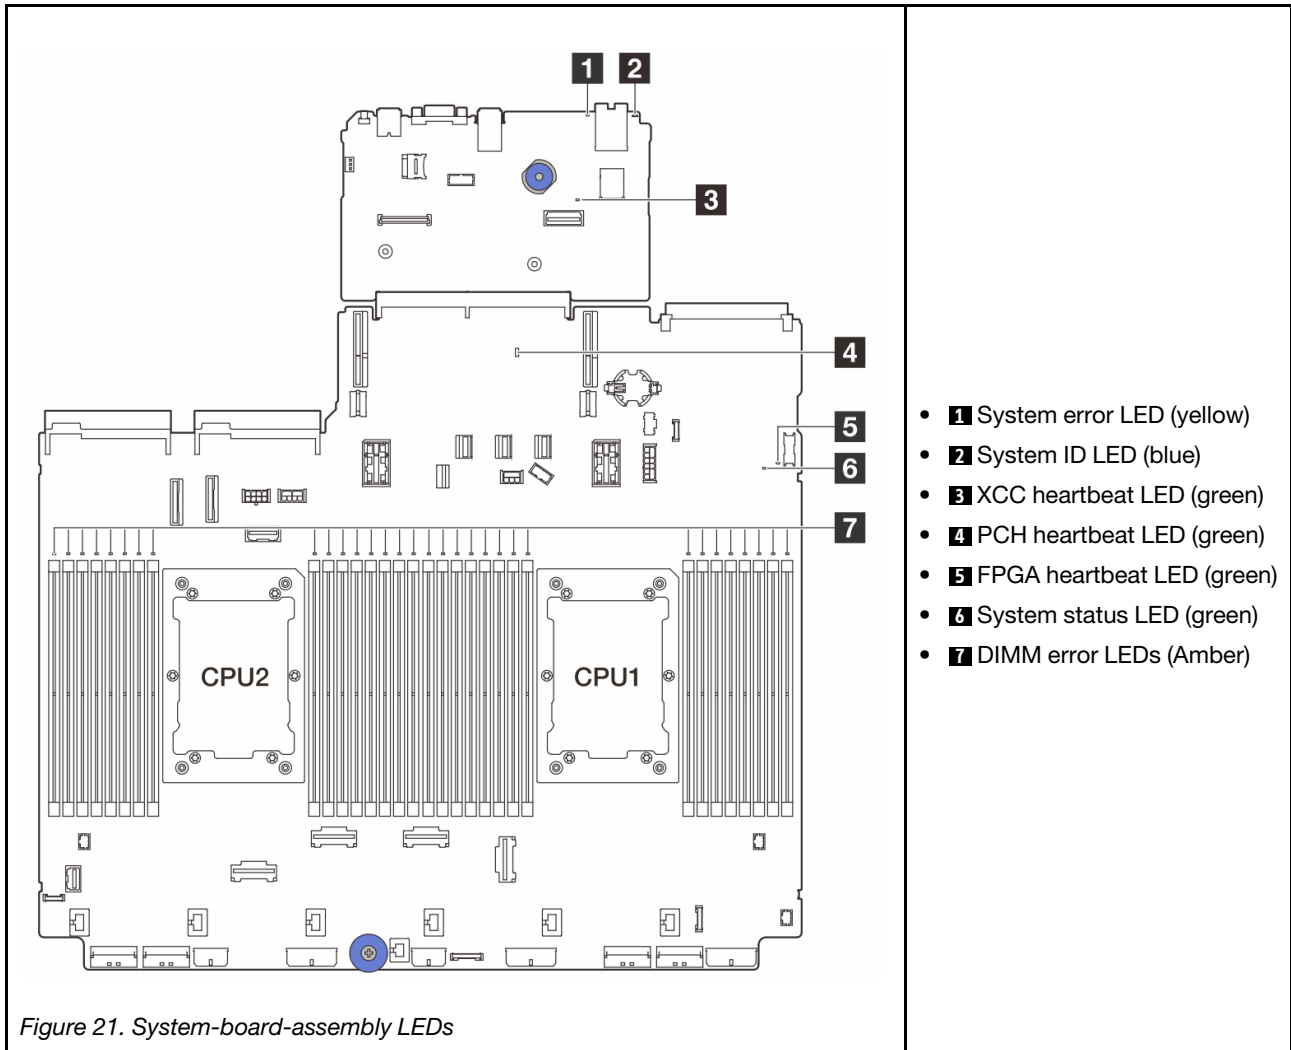 1 2
3
4
5
6
7
CPU2 CPU1
Figure 21. System-board-assembly LEDs
• 1 System error LED (yellow)
• 2 System ID LED (blue)
• 3 XCC heartbeat LED (green)
• 4 PCH heartbeat LED (green)
• 5 FPGA heartbeat LED (green)
• 6 System status LED (green)
• 7 DIMM error LEDs (Amber)